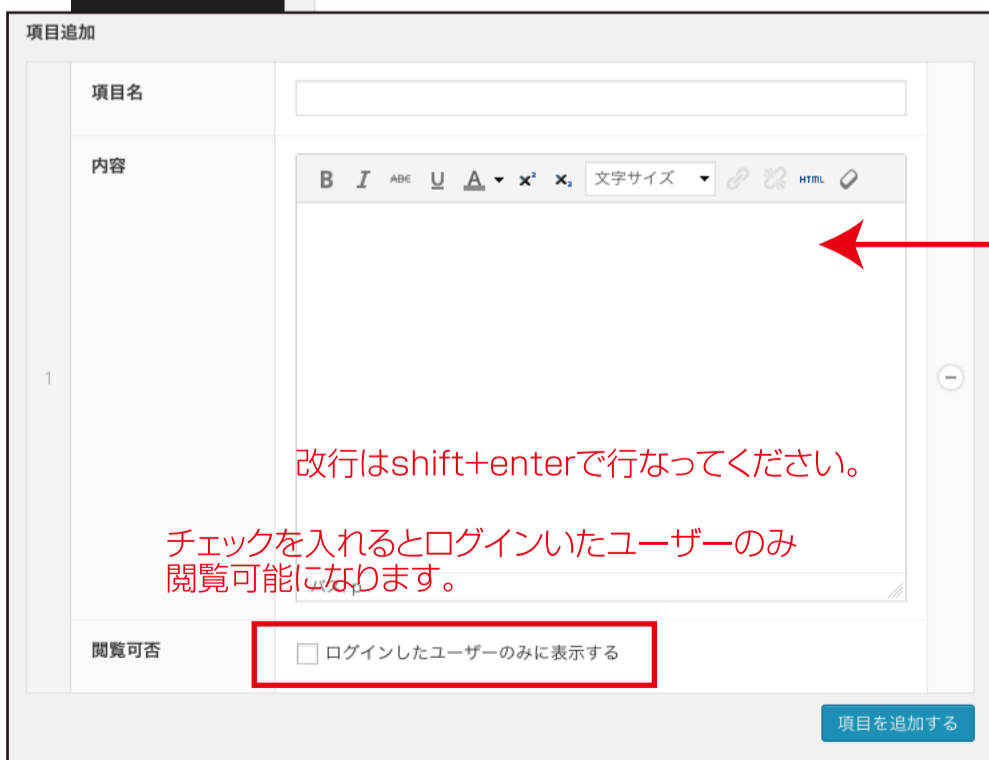 項目追加
項目名
内容
B I ABC U A x² x₂ 文字サイズ HTML
1
改行はshift+enterで行なってください。
チェックを入れるとログインいたユーザーのみ
閲覧可能になります。
パス: p
閲覧可否
ログインしたユーザーのみに表示する
項目を追加する